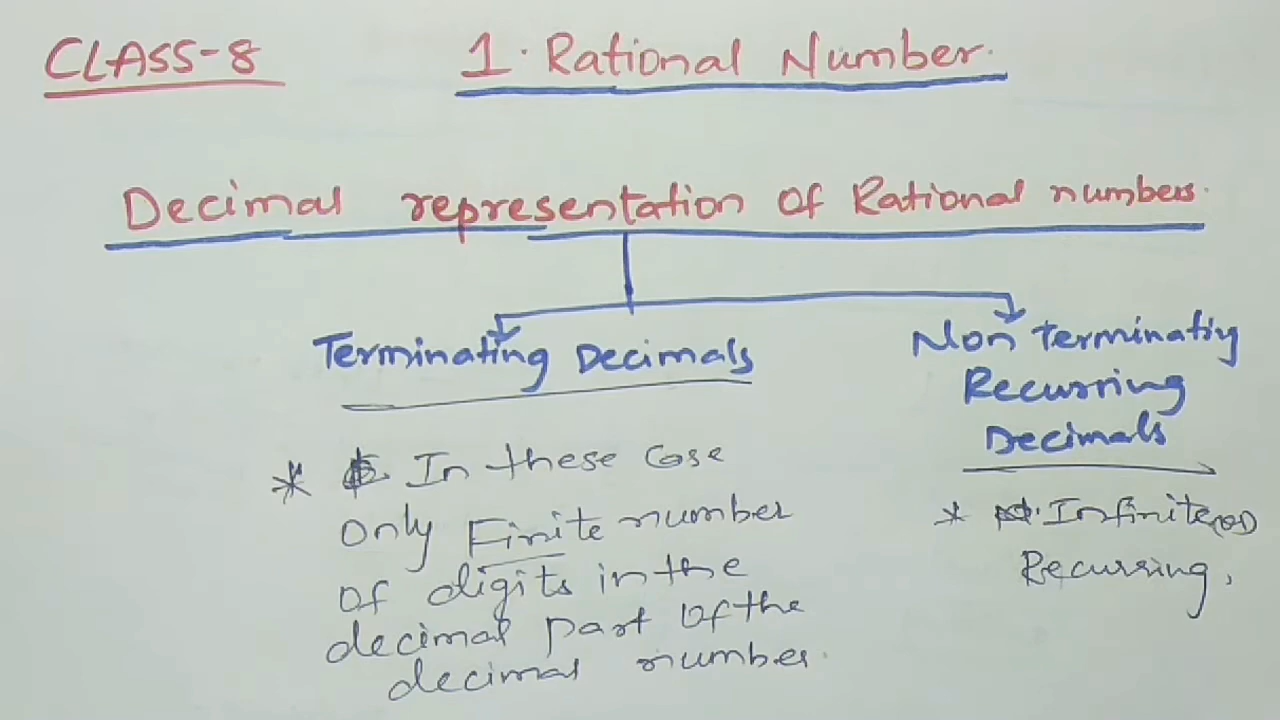 CLASS-8
1. Rational Number.
Decimal representation of Rational numbers.
Terminating Decimals
Non terminating
Recurring
Decimals
* In these case
only Finite number
of digits in the
decimal part of the
decimal number.
* Infinite (or)
Recurring,